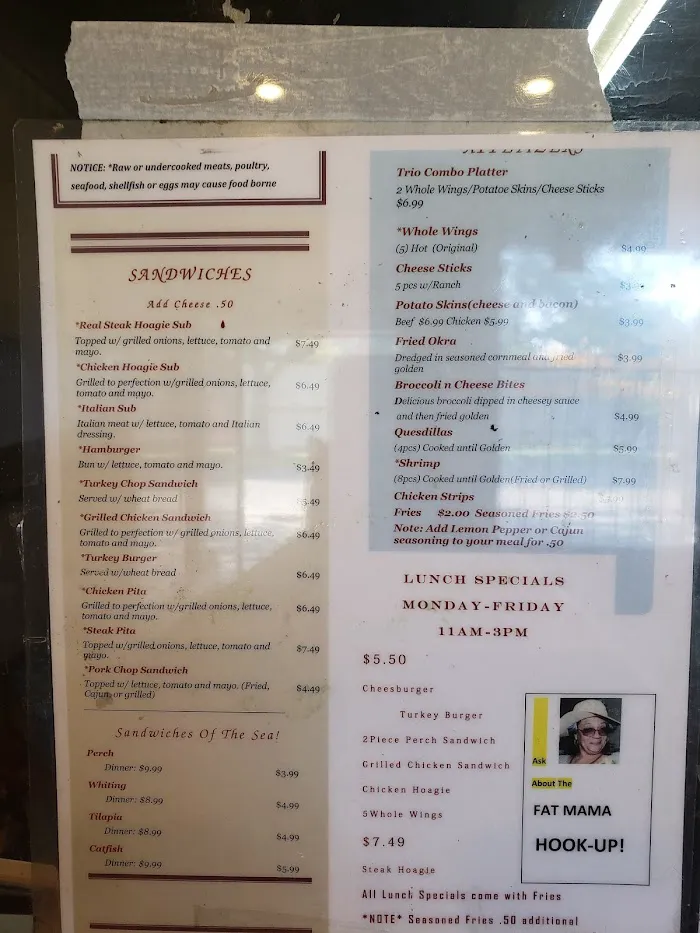 NOTICE: *Raw or undercooked meats, poultry,
seafood, shellfish or eggs may cause food borne
SANDWICHES
Add Cheese .50
*Real Steak Hoagie Sub
Topped w/ grilled onions, lettuce, tomato and
mayo.
$7.49
*Chicken Hoagie Sub
Grilled to perfection w/grilled onions, lettuce,
tomato and mayo.
$6.49
*Italian Sub
Italian meat w/ lettuce, tomato and Italian
dressing.
$6.49
*Hamburger
Bun w/ lettuce, tomato and mayo. $3.49
*Turkey Chop Sandwich
Served w/ wheat bread
*Grilled Chicken Sandwich
Grilled to perfection w/ grilled onions, lettuce,
tomato and mayo.
$6.49
*Turkey Burger
Served w/wheat bread $6.49
*Chicken Pita
Grilled to perfection w/grilled onions, lettuce,
tomato and mayo.
$6.49
*Steak Pita
Topped w/grilled onions, lettuce, tomato and
mayo.
$7.49
*Pork Chop Sandwich
Topped w/ lettuce, tomato and mayo. (Fried,
Cajun, or grilled)
$4.49
Sandwiches Of The Sea!
Perch
Dinner: $9.99 $3.99
Whiting
Dinner: $8.99 $4.99
Tilapia
Dinner: $8.99 $4.99
Catfish
Dinner: $9.99 $5.99
APPETIZERS
Trio Combo Platter
2 Whole Wings/Potatoe Skins/Cheese Sticks
$6.99
*Whole Wings
(5) Hot (Original) $4.99
Cheese Sticks
5 pcs w/Ranch
Potato Skins(cheese and bacon)
Beef $6.99 Chicken $5.99 $3.99
Fried Okra
Dredged in seasoned cornmeal and fried
golden
$3.99
Broccoli n Cheese Bites
Delicious broccoli dipped in cheesey sauce
and then fried golden $4.99
Quesdillas
(4pcs) Cooked until Golden $5.99
*Shrimp
(8pcs) Cooked until Golden(Fried or Grilled) $7.99
Chicken Strips
Fries $2.00 Seasoned Fries $2.50
Note: Add Lemon Pepper or Cajun
seasoning to your meal for .50
LUNCH SPECIALS
MONDAY-FRIDAY
11AM-3PM
$5.50
Cheesburger
Turkey Burger
2Piece Perch Sandwich
Grilled Chicken Sandwich
Chicken Hoagie
5Whole Wings
$7.49
Steak Hoagie
All Lunch Specials come with Fries
*NOTE* Seasoned Fries .50 additional
Ask
About The
FAT MAMA
HOOK-UP!